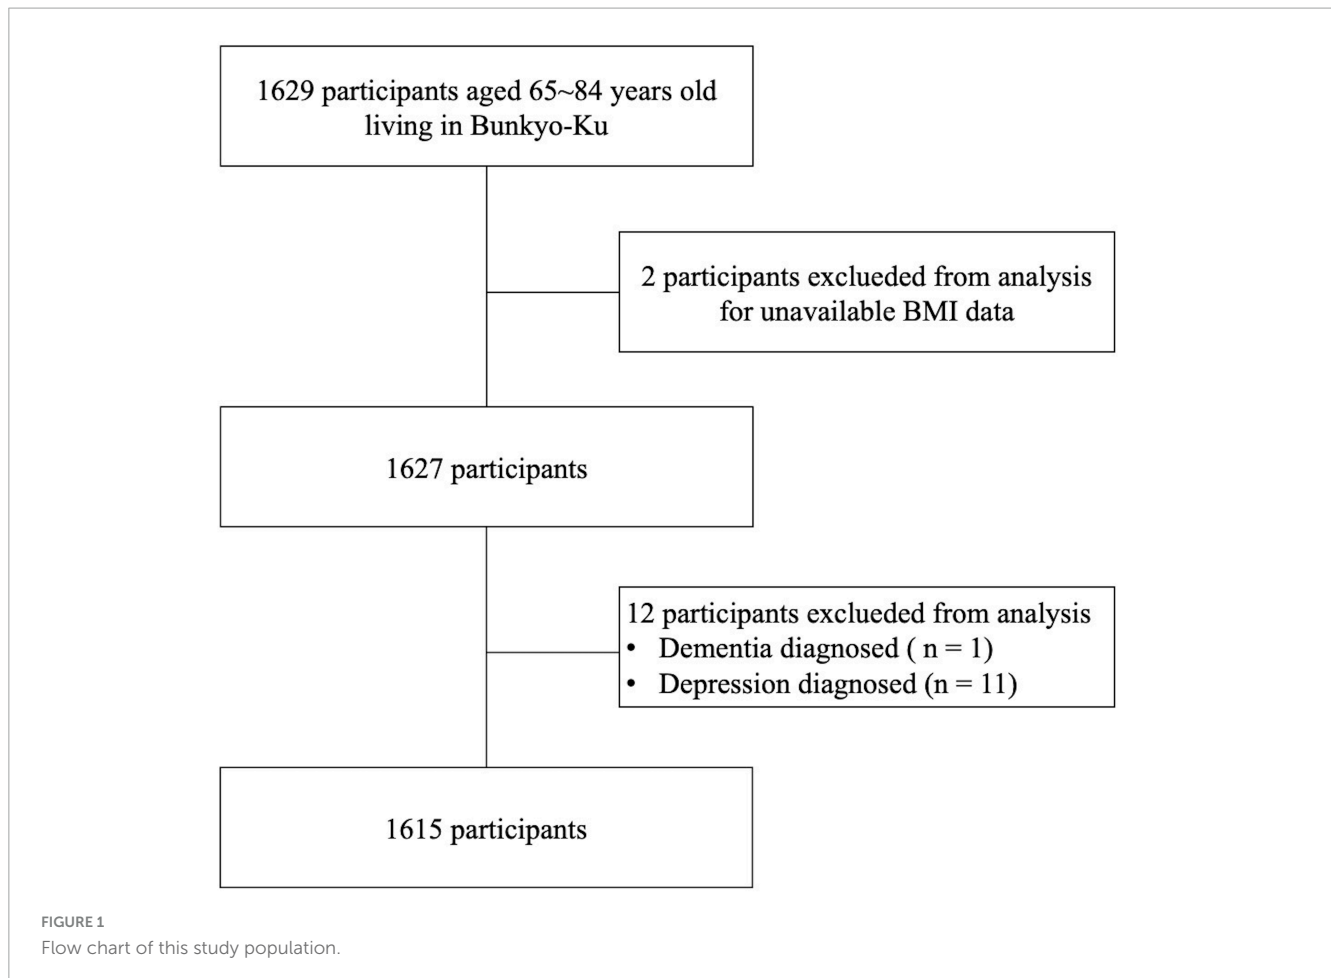 1629 participants aged 65~84 years old
living in Bunkyo-Ku
2 participants exclueded from analysis
for unavailable BMI data
1627 participants
12 participants exclueded from analysis
• Dementia diagnosed ( n = 1)
• Depression diagnosed (n = 11)
1615 participants
FIGURE 1
Flow chart of this study population.